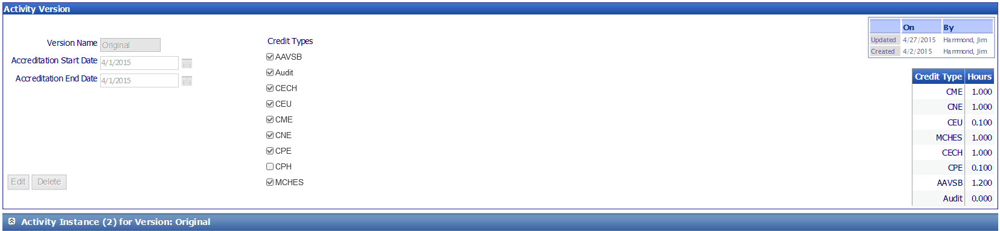 Activity Version
Version Name Original
Accreditation Start Date 4/1/2015
Accreditation End Date 4/1/2015
Edit Delete
Credit Types
AAVSB
Audit
CECH
CEU
CME
CNE
CPE
CPH
MCHES
On By
Updated 4/27/2015 Hammond, Jim
Created 4/2/2015 Hammond, Jim
Credit Type Hours
CME 1.000
CNE 1.000
CEU 0.100
MCHES 1.000
CECH 1.000
CPE 0.100
AAVSB 1.200
Audit 0.000
Activity Instance (2) for Version: Original